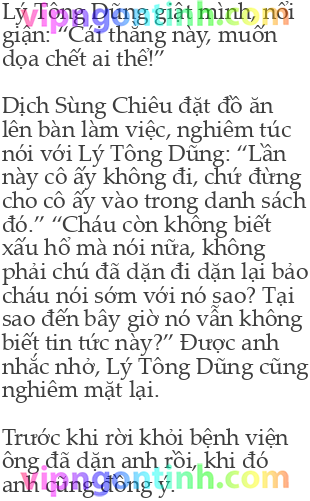 Lý Tông Dũng giật mình, nổi
vipngontinh.com
giận: “Cái thằng này, muốn
dọa chết ai thế!”
Dịch Sùng Chiêu đặt đồ ăn
lên bàn làm việc, nghiêm túc
nói với Lý Tông Dũng: “Lần
này cô ấy không đi, chứ đừng
cho cô ấy vào trong danh sách
đó.” “Cháu còn không biết
xấu hổ mà nói nữa, không
phải chú đã dặn đi dặn lại bảo
cháu nói sớm với nó sao? Tại
sao đến bây giờ nó vẫn không
biết tin tức này?” Được anh
nhắc nhở, Lý Tông Dũng cũng
nghiêm mặt lại.
Trước khi rời khỏi bệnh viện
ông đã dặn anh rồi, khi đó
vipngontinh.com
anh cũng đồng ý.